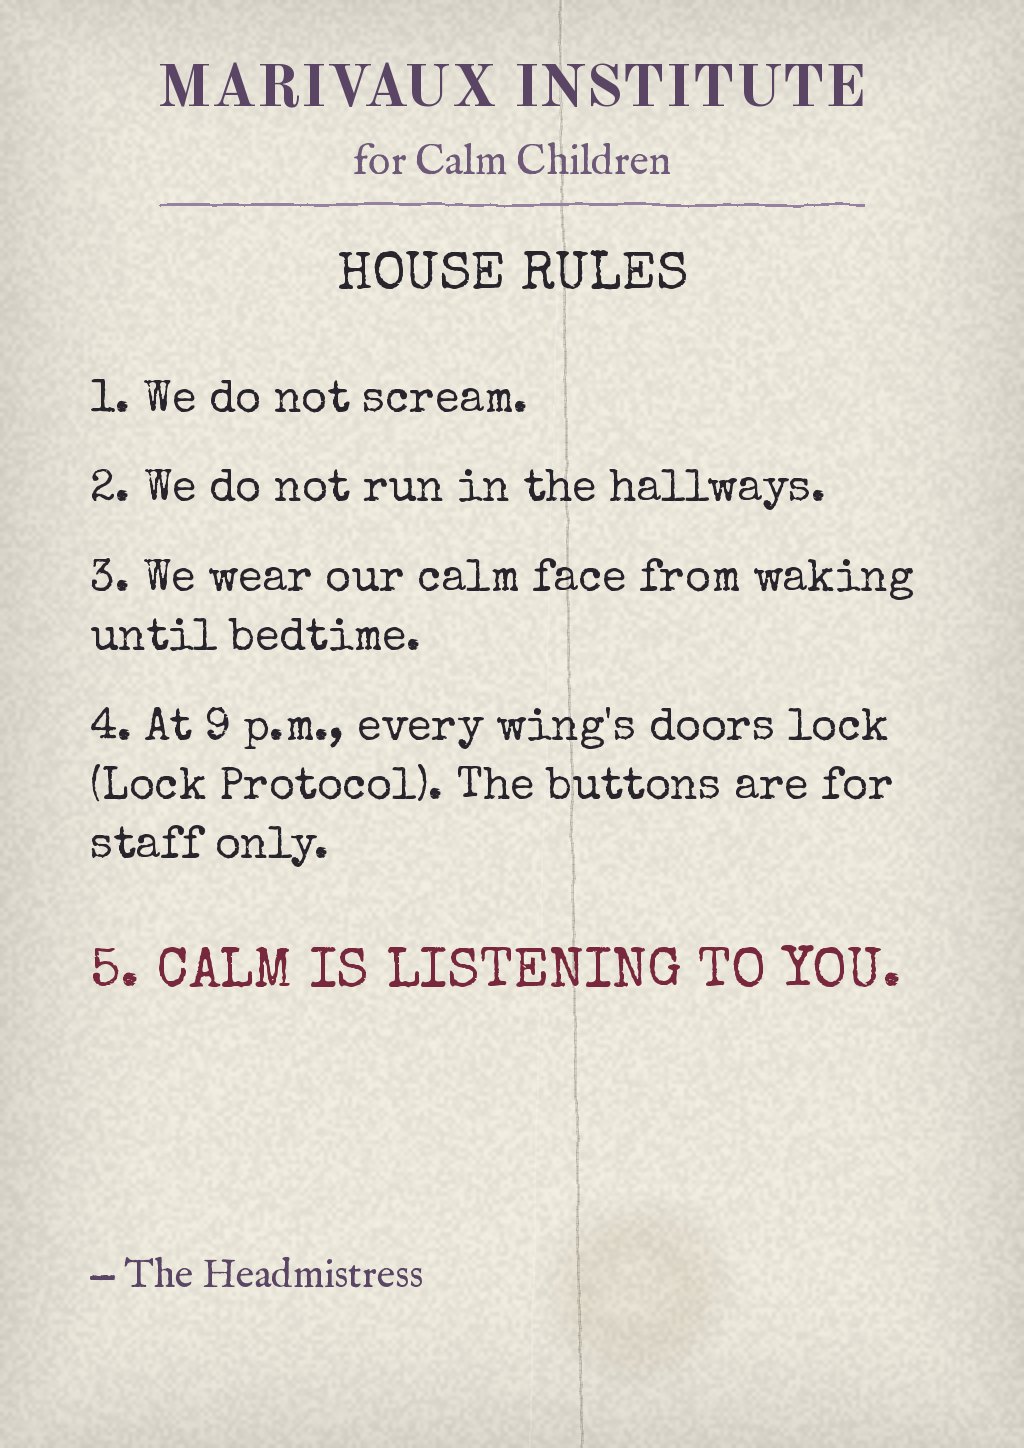 MARIVAUX INSTITUTE
for Calm Children
HOUSE RULES
1. We do not scream.
2. We do not run in the hallways.
3. We wear our calm face from waking
until bedtime.
4. At 9 p.m., every wing's doors lock
(Lock Protocol). The buttons are for
staff only.
5. CALM IS LISTENING TO YOU.
— The Headmistress